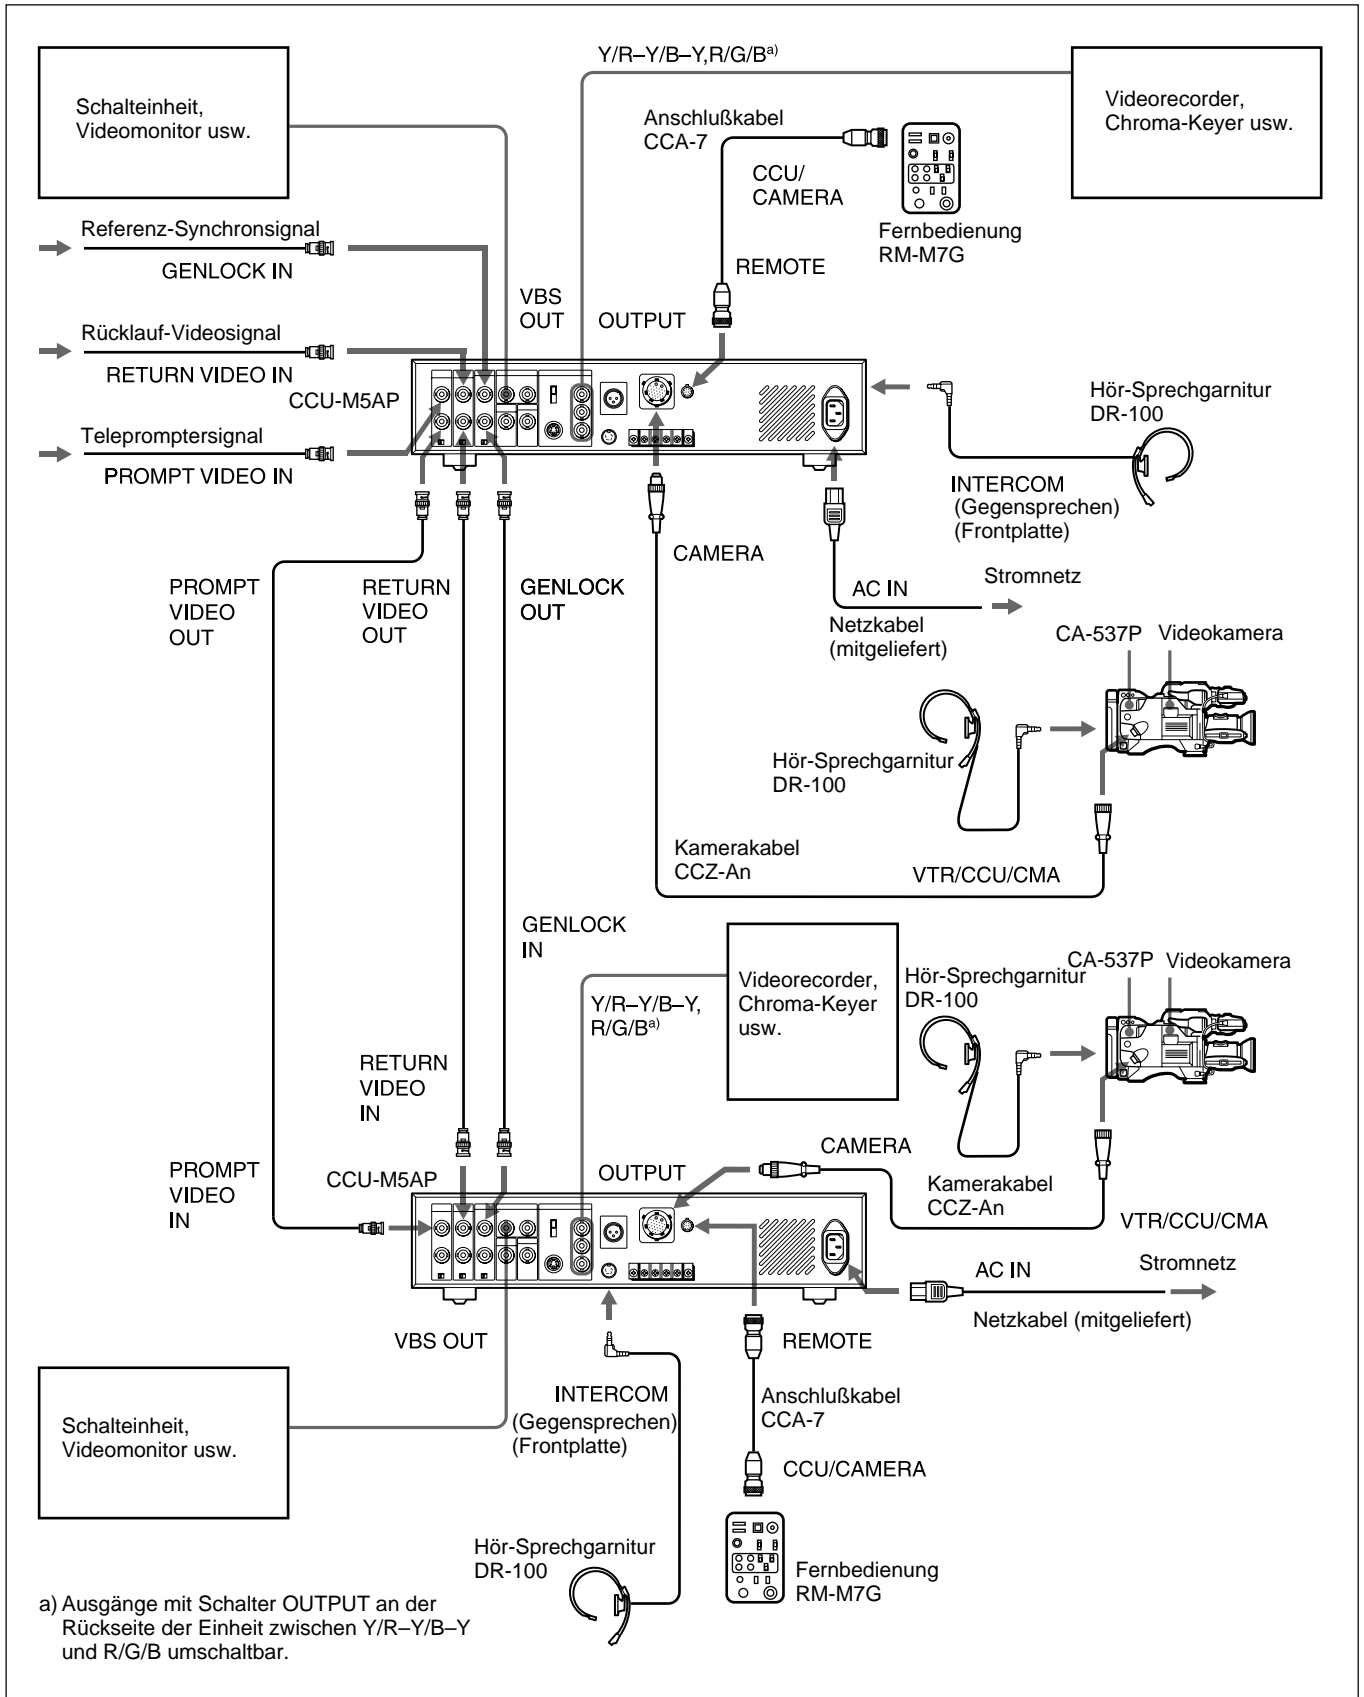 Y/R–Y/B–Y,R/G/Ba)
Schalteinheit,
Videomonitor usw.
Anschlußkabel
CCA-7
Videorecorder,
Chroma-Keyer usw.
CCU/
CAMERA
Referenz-Synchronsignal
GENLOCK IN
Fernbedienung
RM-M7G
REMOTE
VBS
OUT
OUTPUT
Rücklauf-Videosignal
RETURN VIDEO IN
CCU-M5AP
Hör-Sprechgarnitur
DR-100
Telepromptersignal
PROMPT VIDEO IN
INTERCOM
(Gegensprechen)
(Frontplatte)
CAMERA
PROMPT
VIDEO
OUT
RETURN
VIDEO
OUT
GENLOCK
OUT
Stromnetz
AC IN
Netzkabel
(mitgeliefert)
CA-537P
Videokamera
Hör-Sprechgarnitur
DR-100
Kamerakabel
CCZ-An
VTR/CCU/CMA
GENLOCK
IN
Videorecorder,
Chroma-Keyer
usw.
Hör-Sprechgarnitur
DR-100
CA-537P
Videokamera
Y/R–Y/B–Y,
R/G/Ba)
RETURN
VIDEO
IN
CAMERA
PROMPT
VIDEO
IN
CCU-M5AP
OUTPUT
Kamerakabel
CCZ-An
VTR/CCU/CMA
AC IN
Stromnetz
Netzkabel (mitgeliefert)
VBS OUT
REMOTE
INTERCOM
(Gegensprechen)
(Frontplatte)
Anschlußkabel
CCA-7
Schalteinheit,
Videomonitor usw.
CCU/CAMERA
Hör-Sprechgarnitur
DR-100
Fernbedienung
RM-M7G
a) Ausgänge mit Schalter OUTPUT an der
Rückseite der Einheit zwischen Y/R–Y/B–Y
und R/G/B umschaltbar.